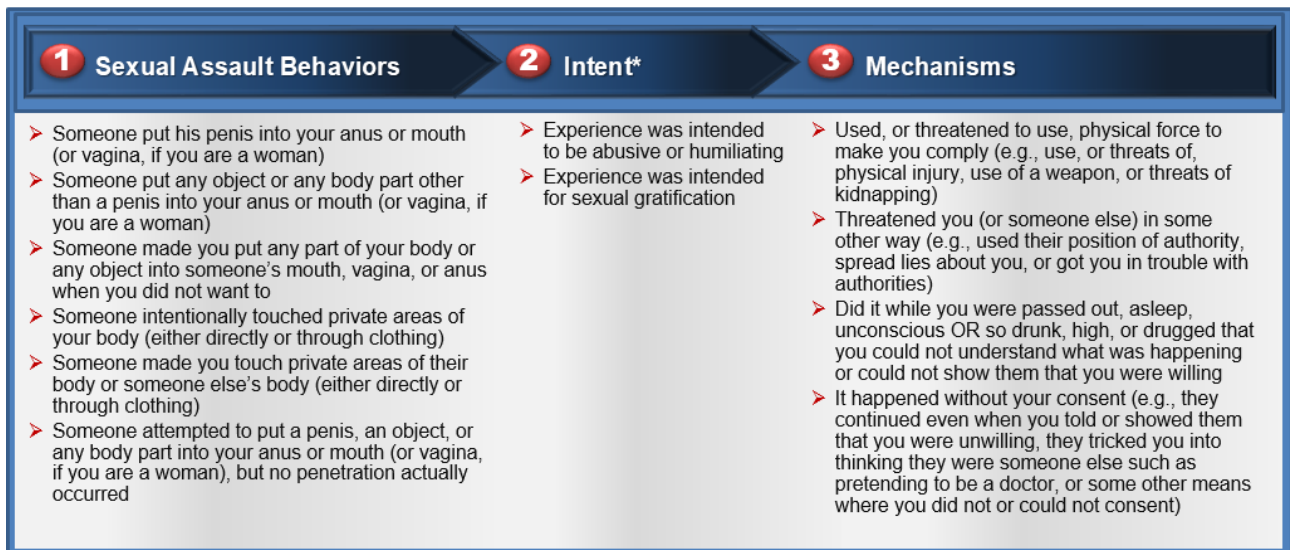 1 Sexual Assault Behaviors
➢ Someone put his penis into your anus or mouth
(or vagina, if you are a woman)
➢ Someone put any object or any body part other
than a penis into your anus or mouth (or vagina, if
you are a woman)
➢ Someone made you put any part of your body or
any object into someone’s mouth, vagina, or anus
when you did not want to
➢ Someone intentionally touched private areas of
your body (either directly or through clothing)
➢ Someone made you touch private areas of their
body or someone else’s body (either directly or
through clothing)
➢ Someone attempted to put a penis, an object, or
any body part into your anus or mouth (or vagina,
if you are a woman), but no penetration actually
occurred
2 Intent*
➢ Experience was intended
to be abusive or humiliating
➢ Experience was intended
for sexual gratification
3 Mechanisms
➢ Used, or threatened to use, physical force to
make you comply (e.g., use, or threats of,
physical injury, use of a weapon, or threats of
kidnapping)
➢ Threatened you (or someone else) in some
other way (e.g., used their position of authority,
spread lies about you, or got you in trouble with
authorities)
➢ Did it while you were passed out, asleep,
unconscious OR so drunk, high, or drugged that
you could not understand what was happening
or could not show them that you were willing
➢ It happened without your consent (e.g., they
continued even when you told or showed them
that you were unwilling, they tricked you into
thinking they were someone else such as
pretending to be a doctor, or some other means
where you did not or could not consent)